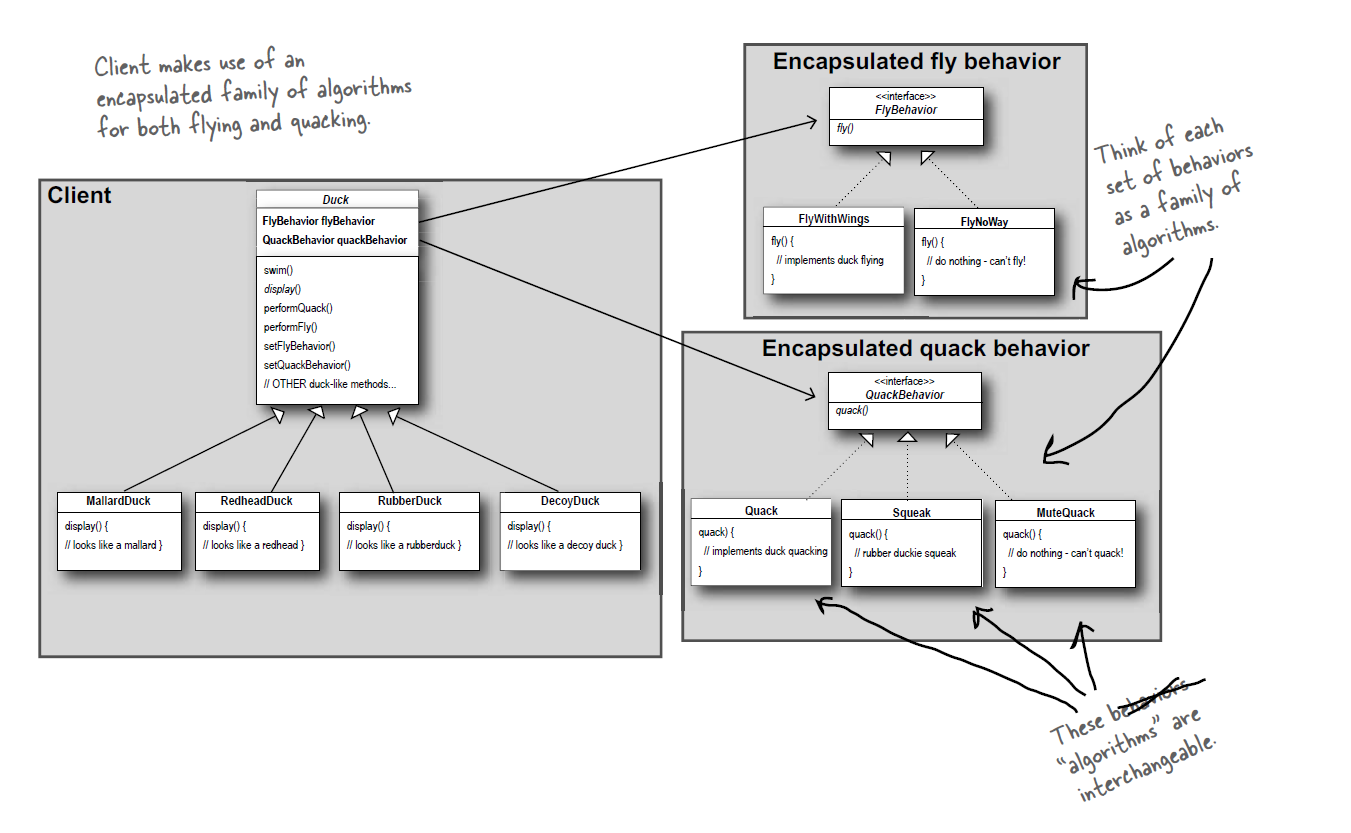 Client makes use of an
encapsulated family of algorithms
for both flying and quacking.
Client
Duck
FlyBehavior flyBehavior
QuackBehavior quackBehavior
swim()
display()
performQuack()
performFly()
setFlyBehavior()
setQuackBehavior()
// OTHER duck-like methods...
MallardDuck
display() {
// looks like a mallard }
RedheadDuck
display() {
// looks like a redhead }
RubberDuck
display() {
// looks like a rubberduck }
DecoyDuck
display() {
// looks like a decoy duck }
Encapsulated fly behavior
<<interface>>
FlyBehavior
fly()
FlyWithWings
fly() {
// implements duck flying
}
FlyNoWay
fly() {
// do nothing - can't fly!
}
Think of each
set of behaviors
as a family of
algorithms.
Encapsulated quack behavior
<<interface>>
QuackBehavior
quack()
Quack
quack) {
// implements duck quacking
}
Squeak
quack() {
// rubber duckie squeak
}
MuteQuack
quack() {
// do nothing - can't quack!
}
These behaviors
“algorithms” are
interchangeable.